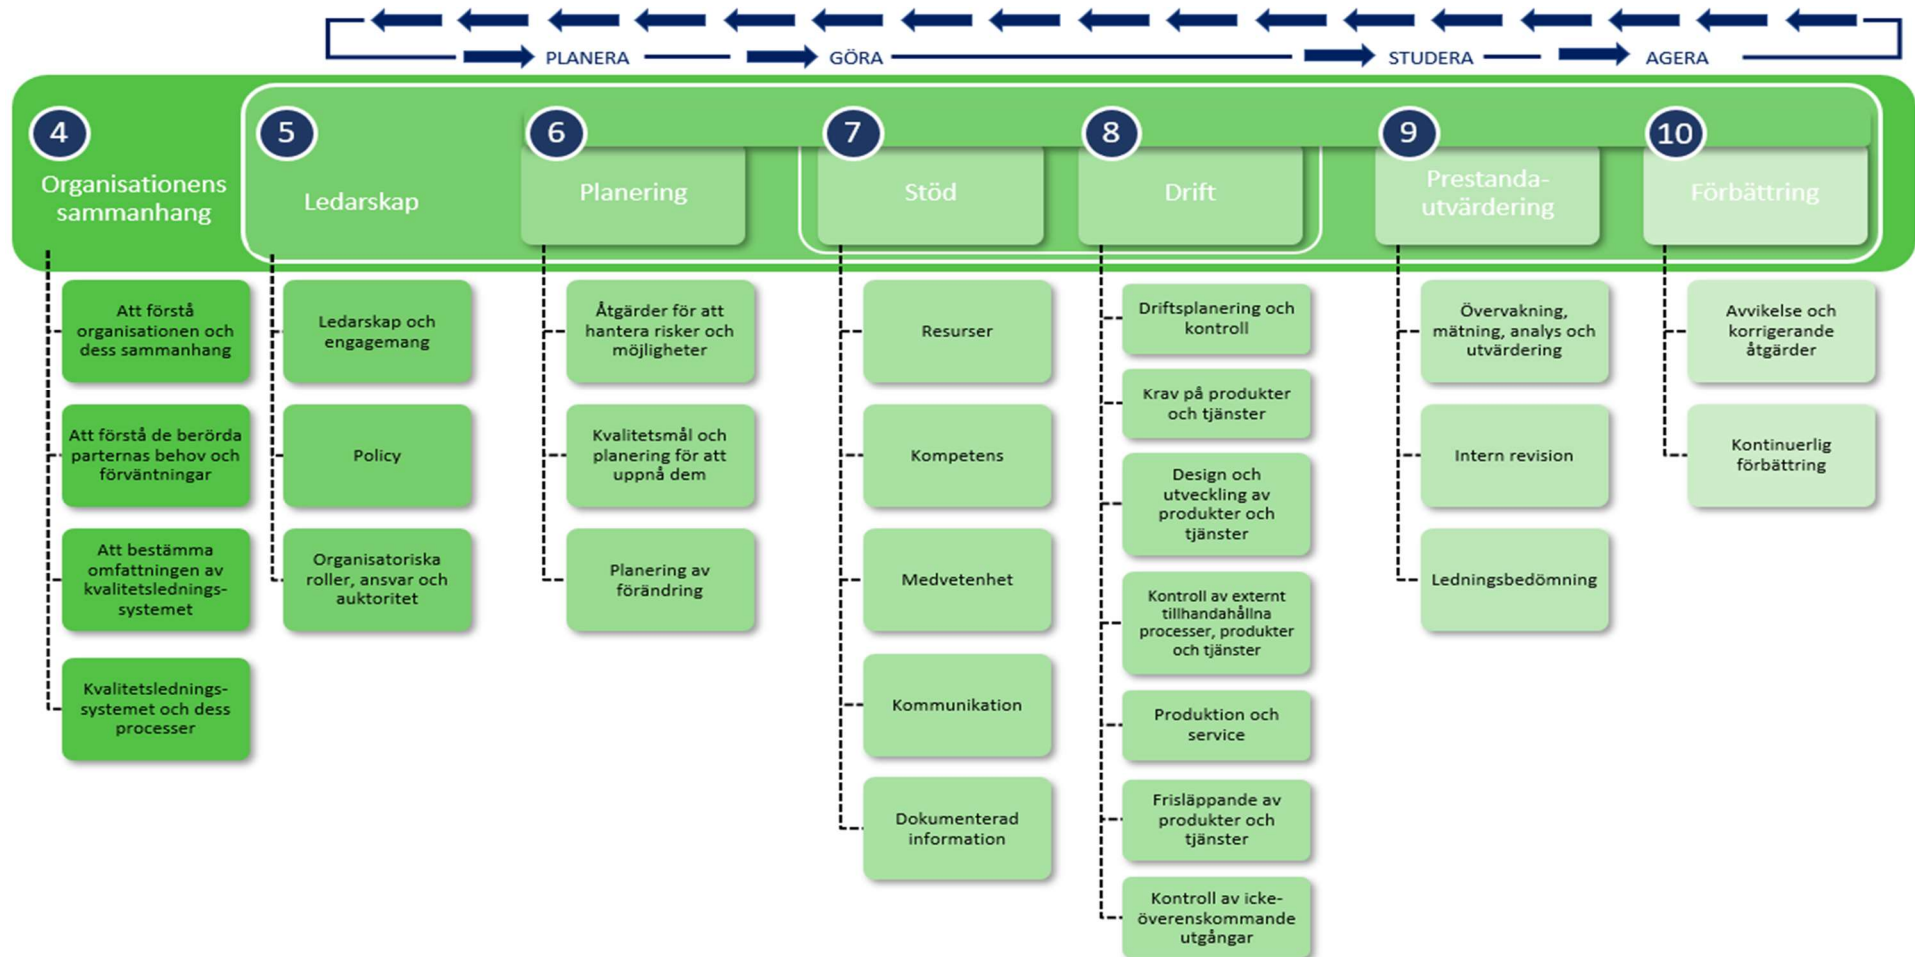 PLANERA
GÖRA
STUDERA
AGERA
4
Organisationens
sammanhang
5
Ledarskap
6
Planering
7
Stöd
8
Drift
9
Prestanda-
utvärdering
10
Förbättring
Att förstå
organisationen och
dess sammanhang
Att förstå de berörda
parternas behov och
förväntningar
Att bestämma
omfattningen av
kvalitetslednings-
systemet
Kvalitetslednings-
systemet och dess
processer
Ledarskap och
engagemang
Policy
Organisatoriska
roller, ansvar och
auktoritet
Åtgärder för att
hantera risker och
möjligheter
Kvalitetsmål och
planering för att
uppnå dem
Planering av
förändring
Resurser
Kompetens
Medvetenhet
Kommunikation
Dokumenterad
information
Driftsplanering och
kontroll
Krav på produkter
och tjänster
Design och
utveckling av
produkter och
tjänster
Kontroll av externt
tillhandahållna
processer, produkter
och tjänster
Produktion och
service
Frisläppande av
produkter och
tjänster
Kontroll av icke-
överenskommande
utgångar
Övervakning,
mätning, analys och
utvärdering
Intern revision
Ledningsbedömning
Avvikelse och
korrigerande
åtgärder
Kontinuerlig
förbättring